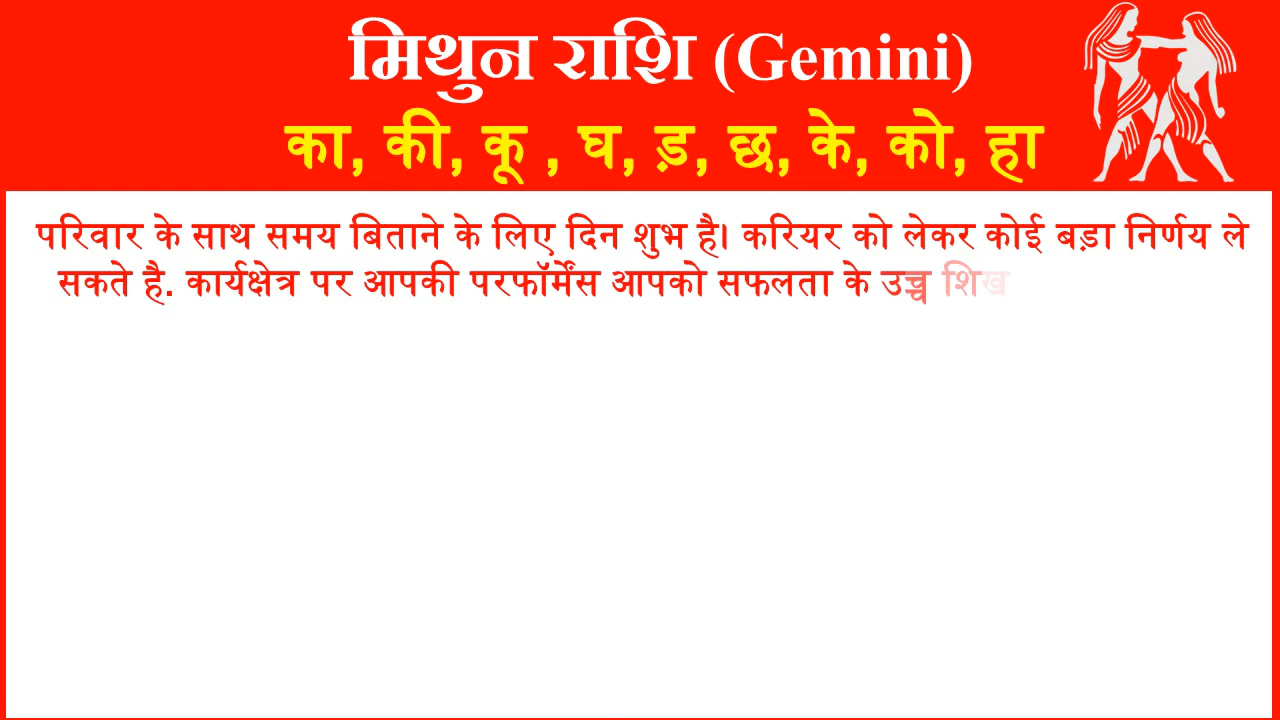 मिथुन राशि (Gemini)
का, की, कू , घ, ड़, छ, के, को, हा
परिवार के साथ समय बिताने के लिए दिन शुभ है। करियर को लेकर कोई बड़ा निर्णय ले
सकते है. कार्यक्षेत्र पर आपकी परफॉर्मेंस आपको सफलता के उच्च शिख